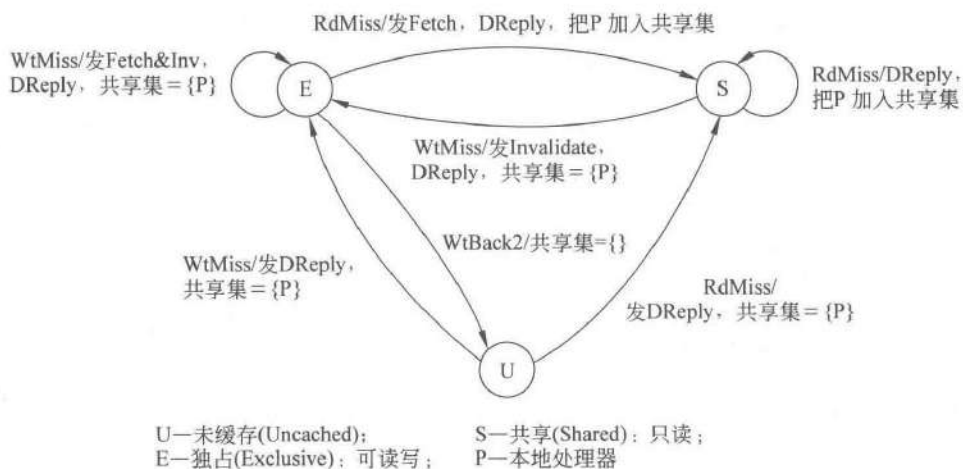 RdMiss/发Fetch，DReply，把P 加入共享集
WtMiss/发Fetch&Inv，
DReply，共享集＝{P}
E
S
RdMiss/DReply，
把P 加入共享集
WtMiss/发Invalidate，
DReply，共享集＝{P}
WtBack2/共享集={}
WtMiss/发DReply，
共享集＝{P}
RdMiss/
发DReply，共享集＝{P}
U
U—未缓存(Uncached)； S—共享(Shared)：只读；
E—独占(Exclusive)：可读写； P—本地处理器